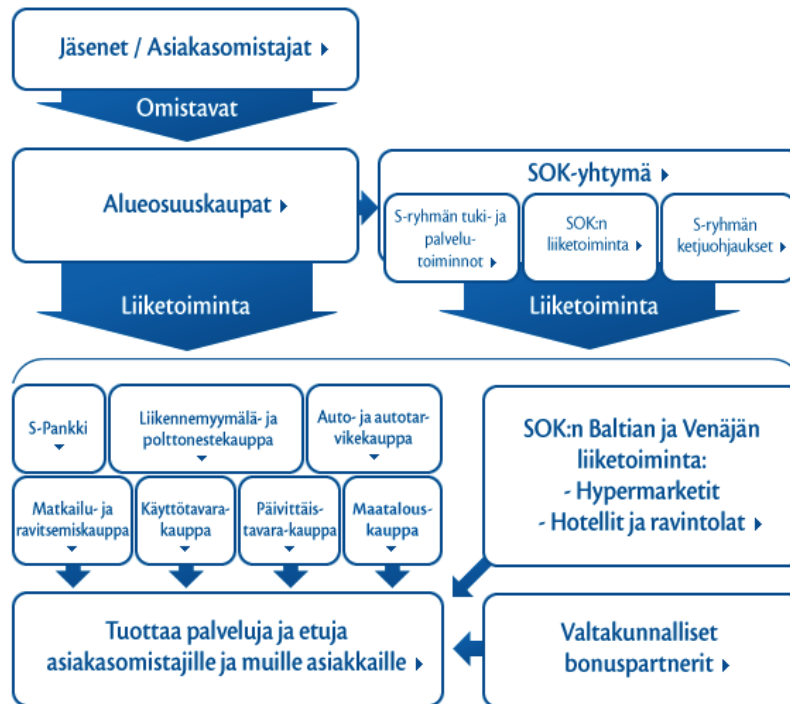 Jäsenet / Asiakasomistajat
Omistavat
Alueosuuskaupat
SOK-yhtymä
S-ryhmän tuki- ja
palvelu-
toiminnot
SOK:n
liiketoiminta
S-ryhmän
ketjuohjaukset
Liiketoiminta
Liiketoiminta
S-Pankki
Liikennemyymälä- ja
polttonestekauppa
Auto- ja autotar-
vikekauppa
Matkailu- ja
ravitsemiskauppa
Käyttötavara-
kauppa
Päivittäis-
tavara-kauppa
Maatalous-
kauppa
SOK:n Baltian ja Venäjän
liiketoiminta:
- Hypermarketit
- Hotellit ja ravintolat
Tuottaa palveluja ja etuja
asiakasomistajille ja muille asiakkaille
Valtakunnalliset
bonuspartnerit